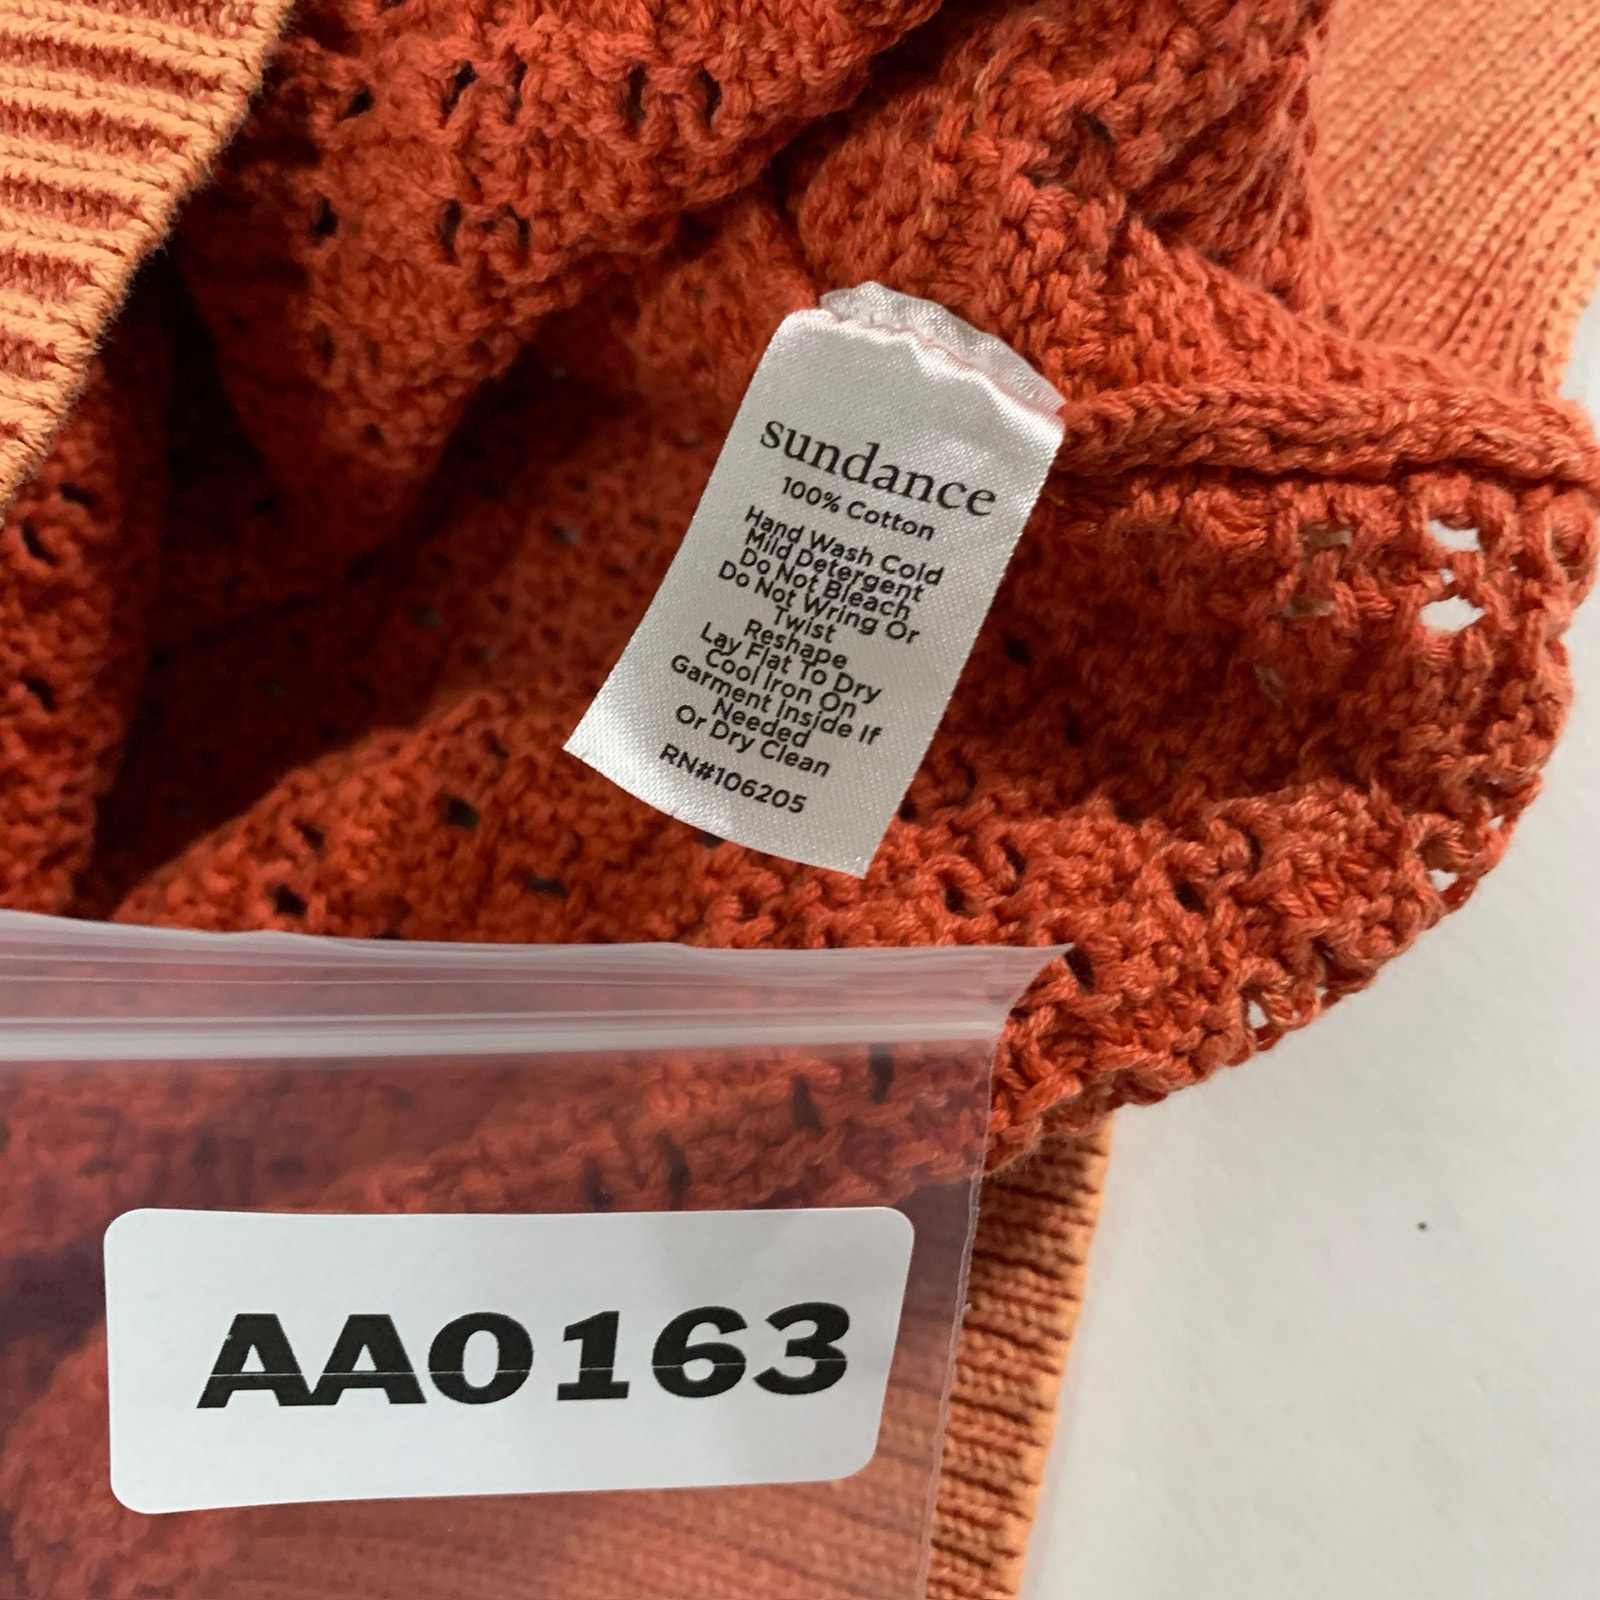 sundance
100% Cotton
Hand Wash Cold
Mild Detergent
Do Not Bleach
Do Not Wring Or
Twist
Reshape
Lay Flat To Dry
Cool Iron On
Garment Inside If
Needed
Or Dry Clean
RN#106205
AA0163